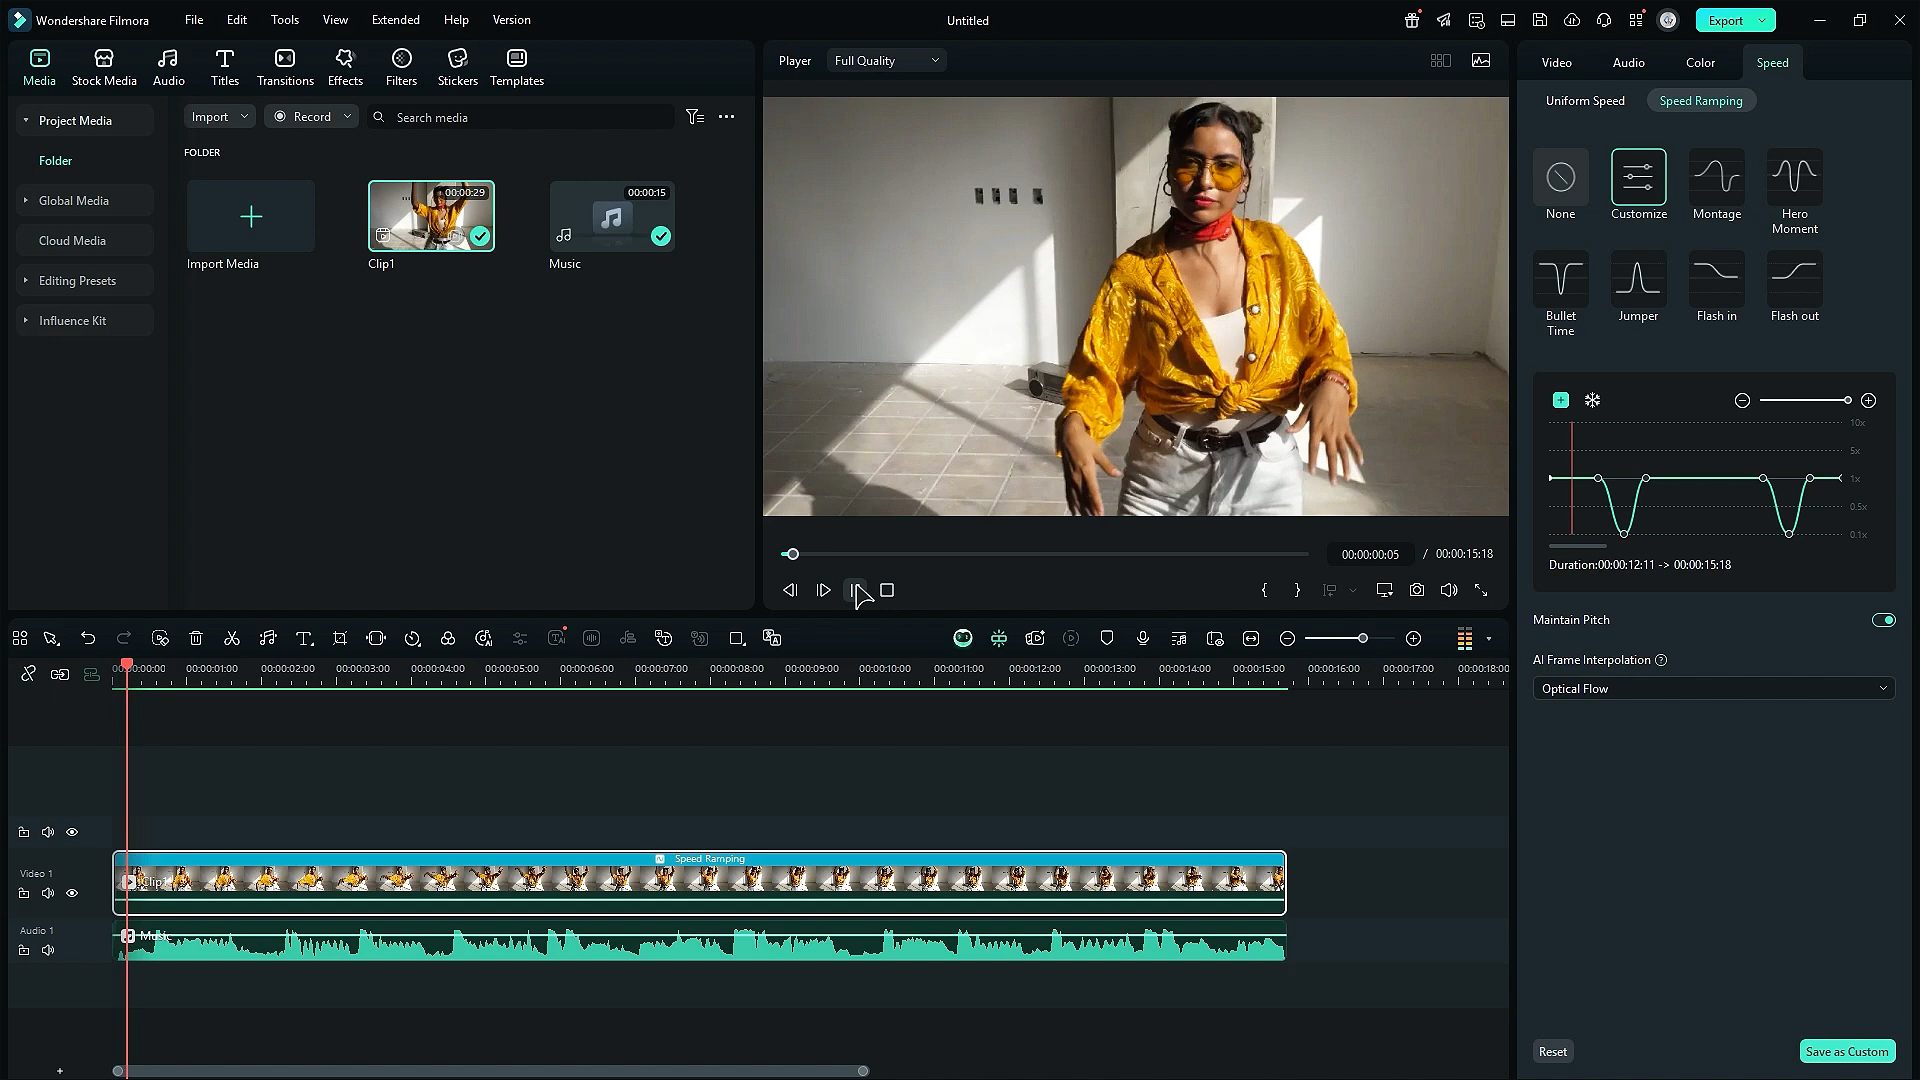 Wondershare Filmora
File
Edit
Tools
View
Extended
Help
Version
Untitled
Export
Media
Stock Media
Audio
Titles
Transitions
Effects
Filters
Stickers
Templates
Player
Full Quality
Video
Audio
Color
Speed
Uniform Speed
Speed Ramping
Project Media
Folder
Global Media
Cloud Media
Editing Presets
Influence Kit
Import
Record
Search media
FOLDER
Import Media
00:00:29
Clip1
00:00:15
Music
None
Customize
Montage
Hero
Moment
Bullet
Time
Jumper
Flash in
Flash out
10x
5x
1x
0.5x
0.1x
Duration:00:00:12:11 -> 00:00:15:18
Maintain Pitch
AI Frame Interpolation
Optical Flow
Reset
Save as Custom
00:00:00:05 / 00:00:15:18
00:00:01:00 00:00:02:00 00:00:03:00 00:00:04:00 00:00:05:00 00:00:06:00 00:00:07:00 00:00:08:00 00:00:09:00 00:00:10:00 00:00:11:00 00:00:12:00 00:00:13:00 00:00:14:00 00:00:15:00 00:00:16:00 00:00:17:00 00:00:18:00
Speed Ramping
Video 1
Clip1
Audio 1
Music